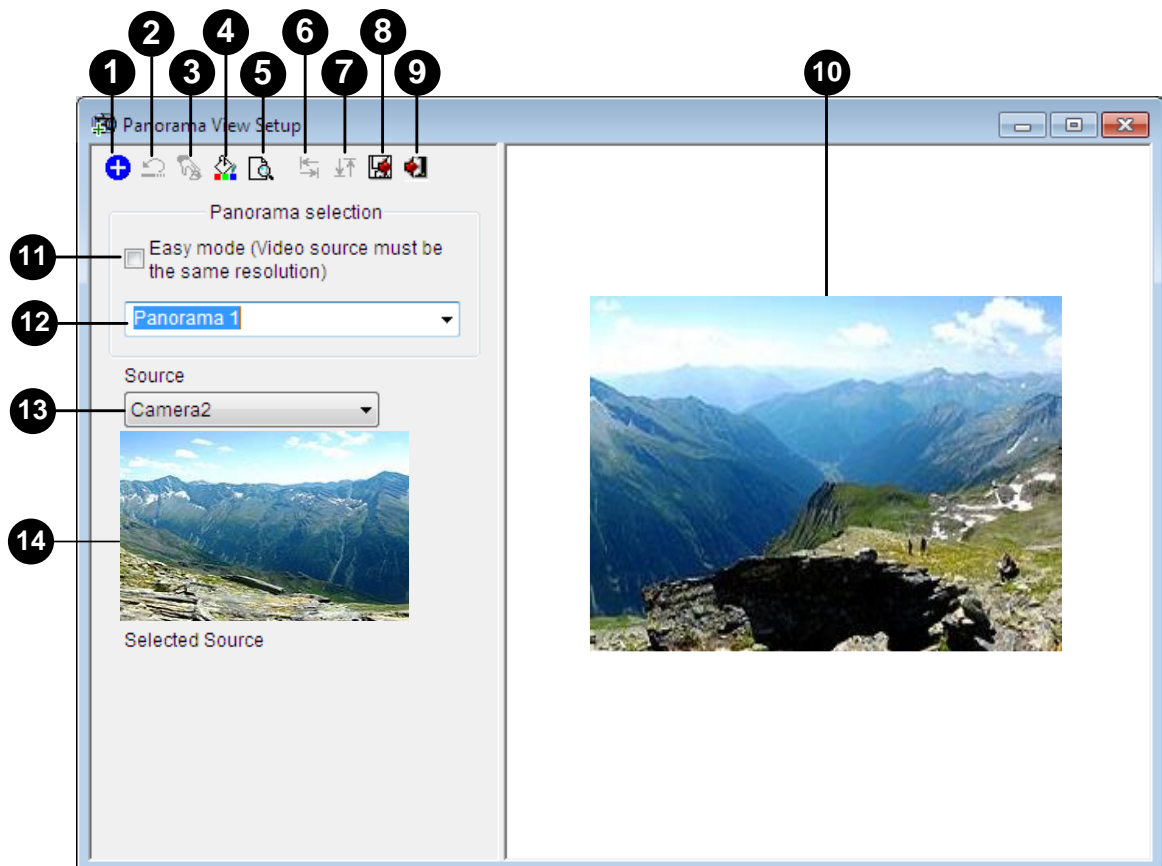 2
4
6
8
1
3
5
7
9
10
Panorama View Setup
Panorama selection
11
Easy mode (Video source must be
the same resolution)
12
Panorama 1
Source
13
Camera2
14
Selected Source